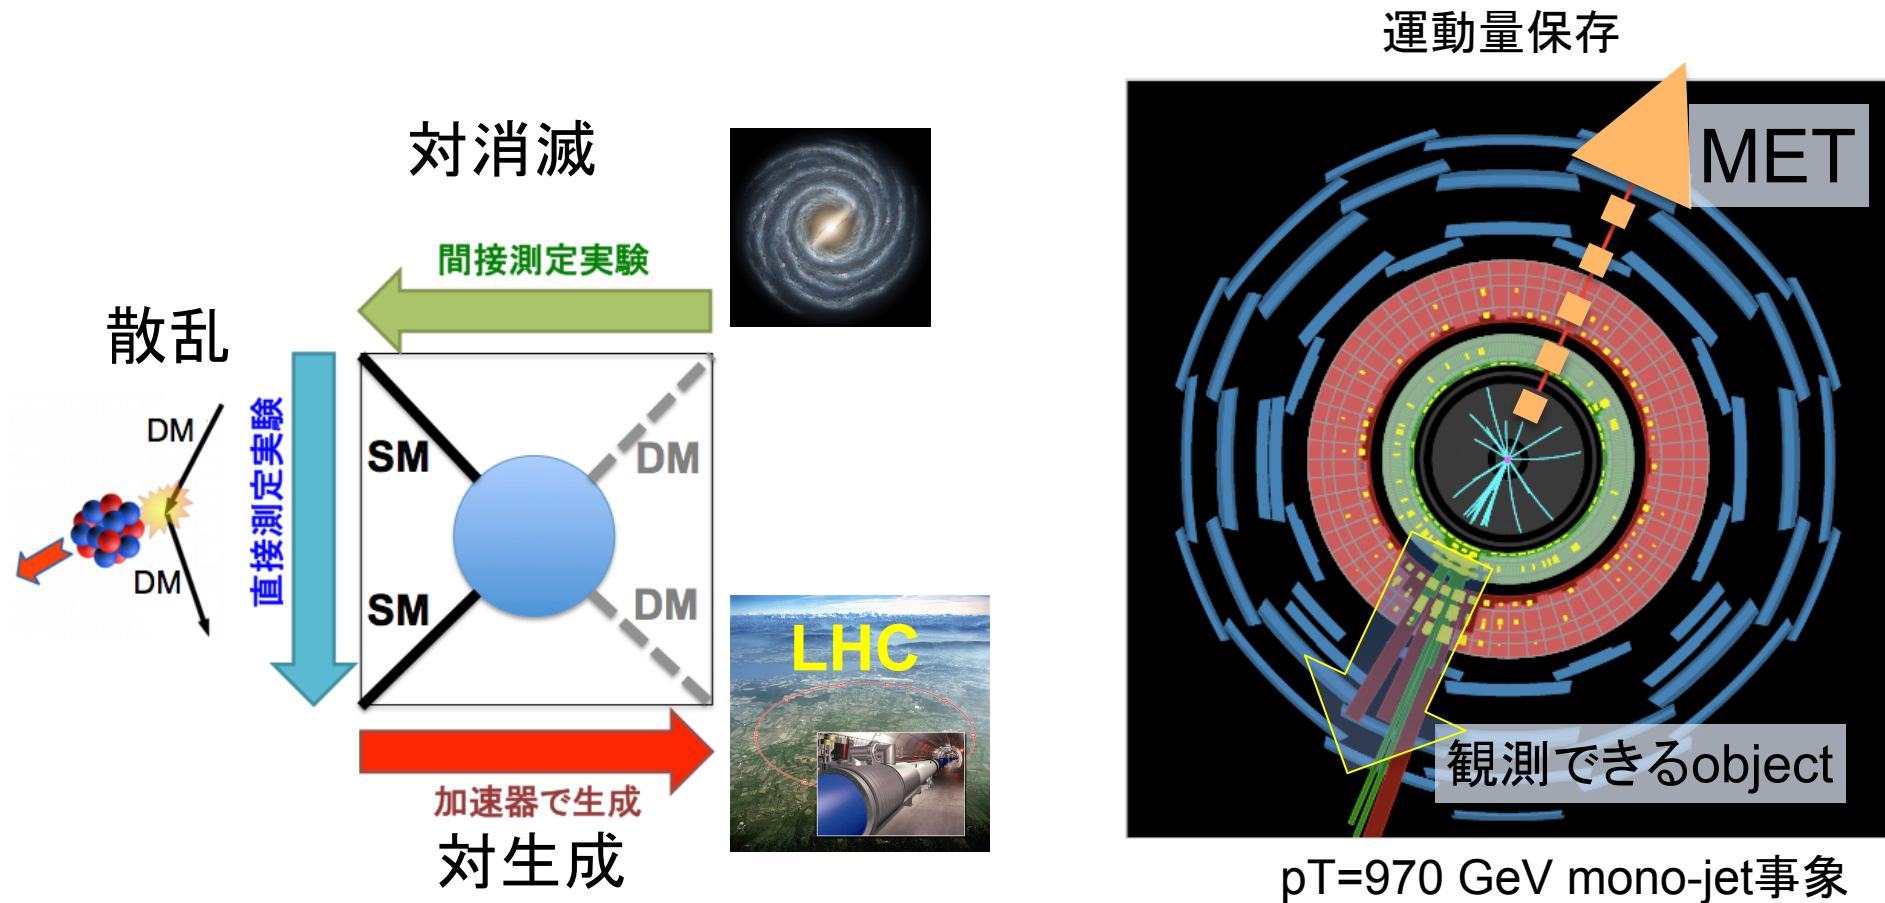 対消滅
間接測定実験
散乱
直接測定実験
DM
DM
SM
DM
SM
DM
LHC
加速器で生成
対生成
運動量保存
MET
観測できるobject
pT=970 GeV mono-jet事象